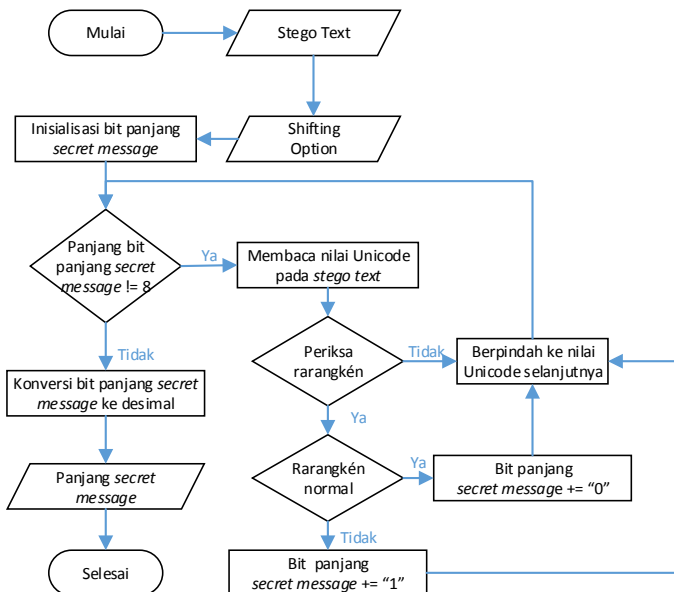 Mulai
Stego Text
Shifting
Option
Inisialisasi bit panjang
secret message
Panjang bit
panjang secret
message != 8
Ya
Membaca nilai Unicode
pada stego text
Tidak
Periksa
rarangkén
Tidak
Berpindah ke nilai
Unicode selanjutnya
Konversi bit panjang secret
message ke desimal
Ya
Panjang secret
message
Rarangkén
normal
Ya
Bit panjang
secret message += “0”
Tidak
Selesai
Bit panjang
secret message += “1”